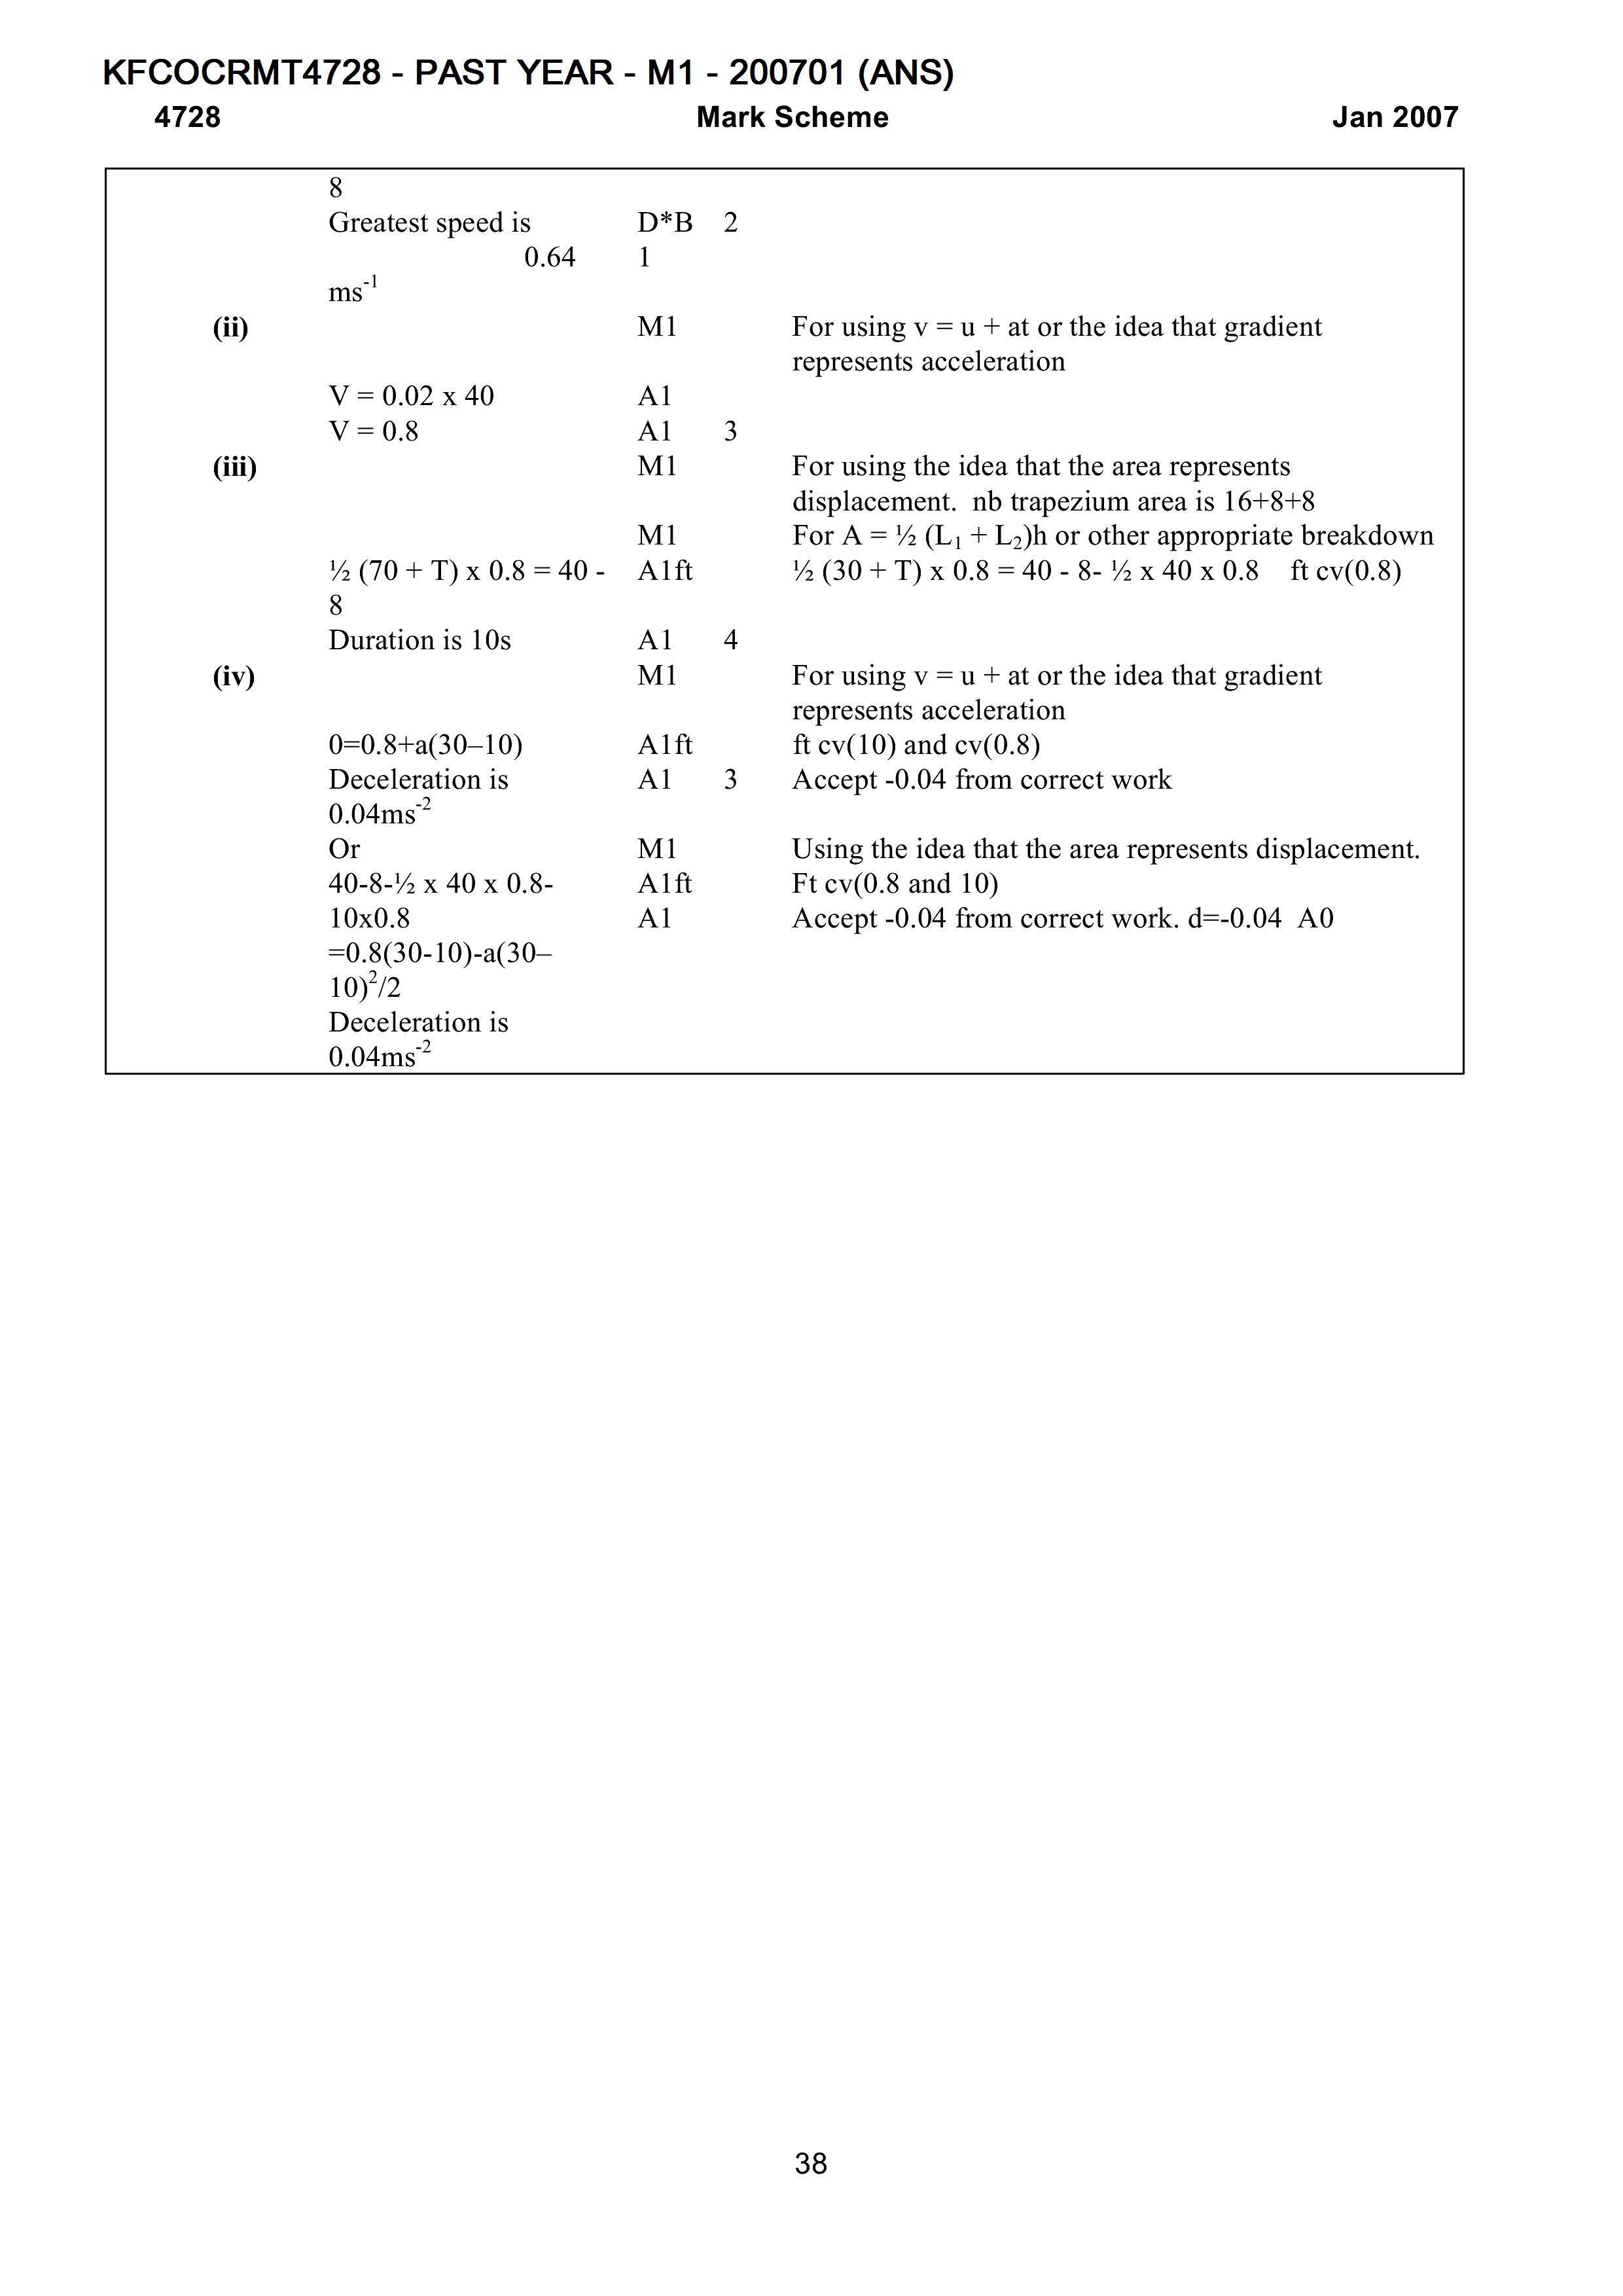 KFCOCRMT4728 - PAST YEAR - M1 - 200701 (ANS)
4728 Mark Scheme Jan 2007
8
Greatest speed is D*B 2
0.64 1
ms⁻¹
(ii) M1 For using v = u + at or the idea that gradient
represents acceleration
V = 0.02 x 40 A1
V = 0.8 A1 3
(iii) M1 For using the idea that the area represents
displacement. nb trapezium area is 16+8+8
M1 For A = ½ (L₁ + L₂)h or other appropriate breakdown
½ (70 + T) x 0.8 = 40 - A1ft ½ (30 + T) x 0.8 = 40 - 8- ½ x 40 x 0.8 ft cv(0.8)
8
Duration is 10s A1 4
(iv) M1 For using v = u + at or the idea that gradient
represents acceleration
0=0.8+a(30–10) A1ft ft cv(10) and cv(0.8)
Deceleration is A1 3 Accept -0.04 from correct work
0.04ms⁻²
Or M1 Using the idea that the area represents displacement.
40-8-½ x 40 x 0.8- A1ft Ft cv(0.8 and 10)
10x0.8 A1 Accept -0.04 from correct work. d=-0.04 A0
=0.8(30-10)-a(30–
10)²/2
Deceleration is
0.04ms⁻²
38